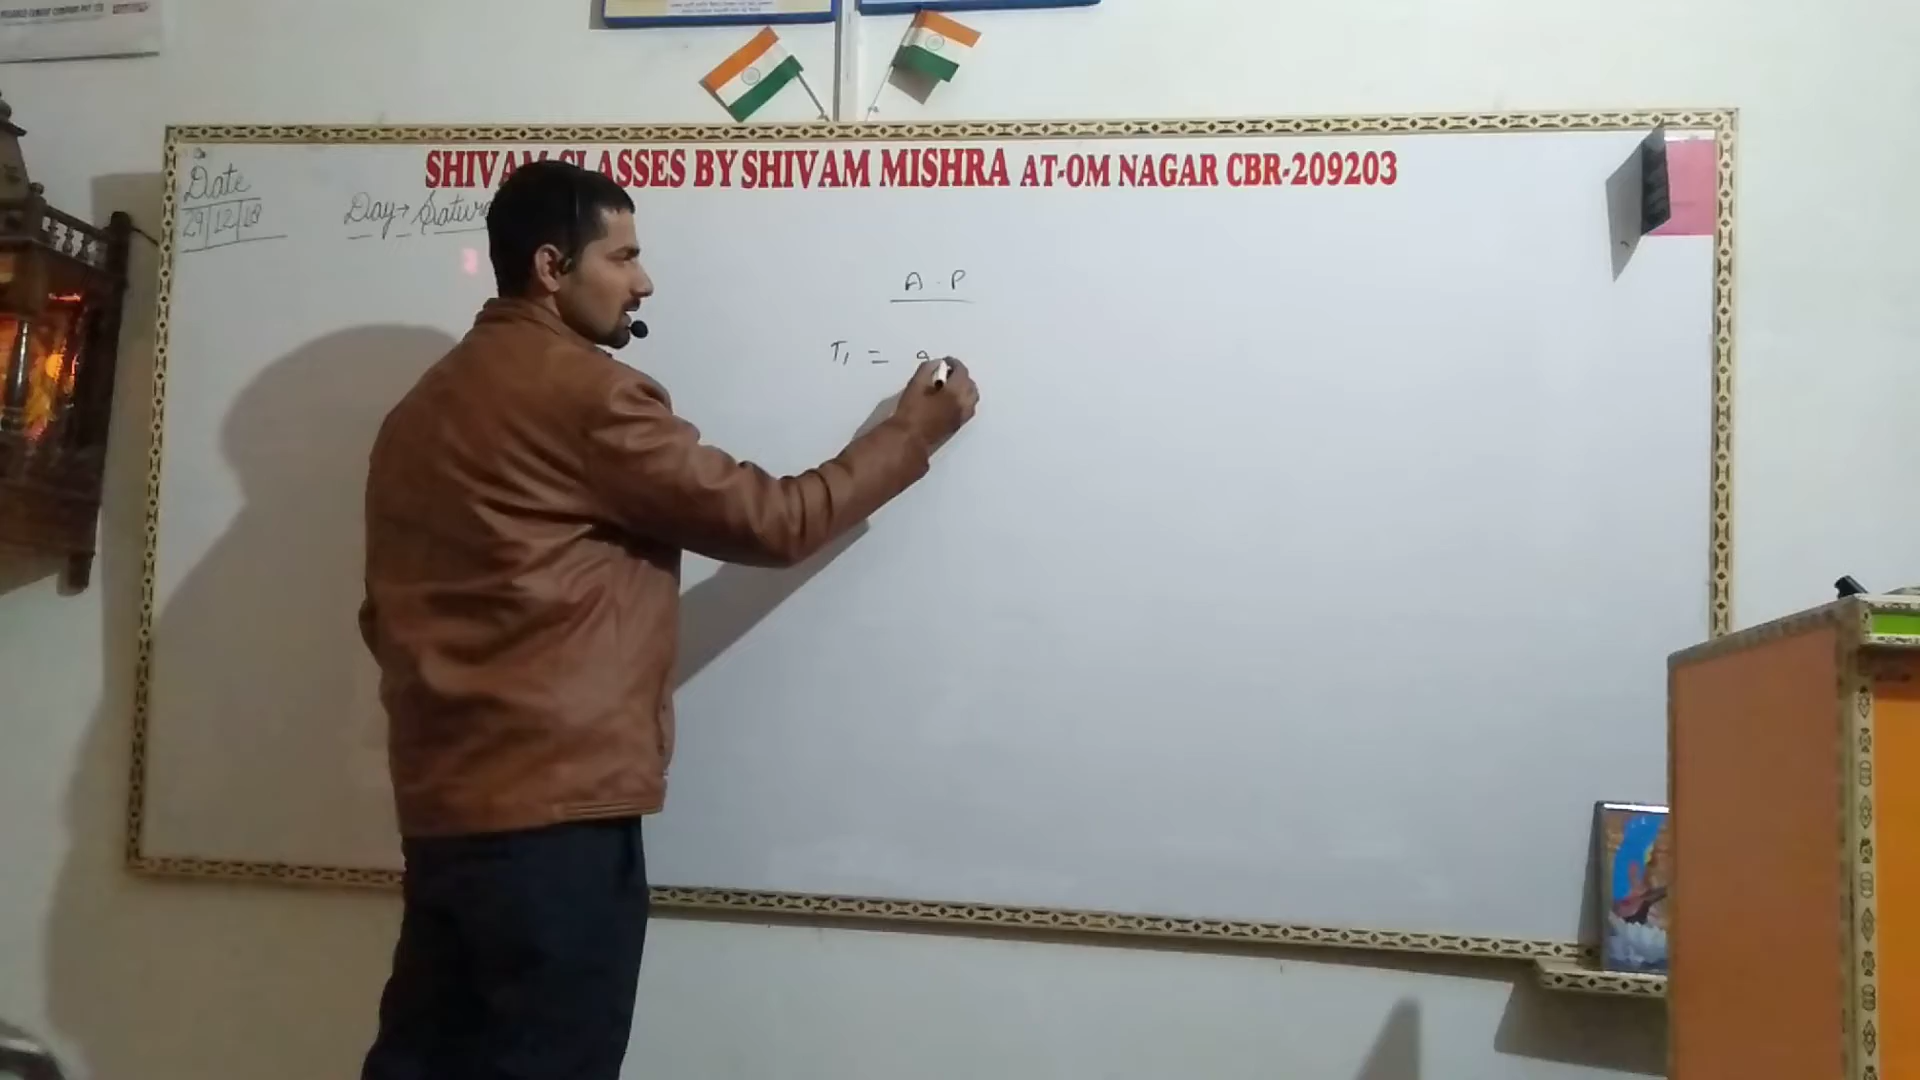 SHIVAM CLASSES BY SHIVAM MISHRA AT-OM NAGAR CBR-209203
Date
29/12/18
Day→
A.P
T1 = a